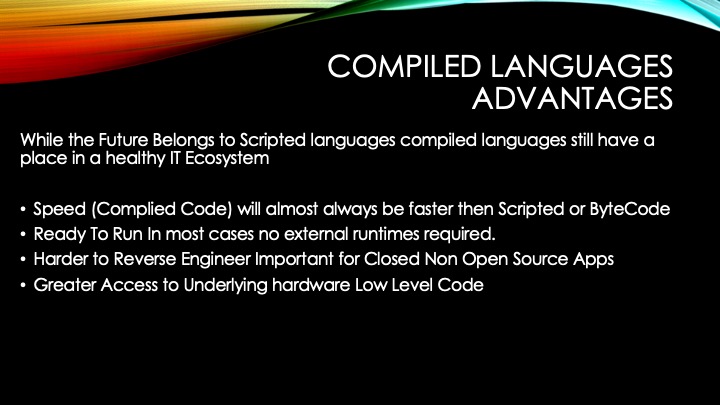 COMPILED LANGUAGES
ADVANTAGES
While the Future Belongs to Scripted languages compiled languages still have a
place in a healthy IT Ecosystem
• Speed (Complied Code) will almost always be faster then Scripted or ByteCode
• Ready To Run In most cases no external runtimes required.
• Harder to Reverse Engineer Important for Closed Non Open Source Apps
• Greater Access to Underlying hardware Low Level Code